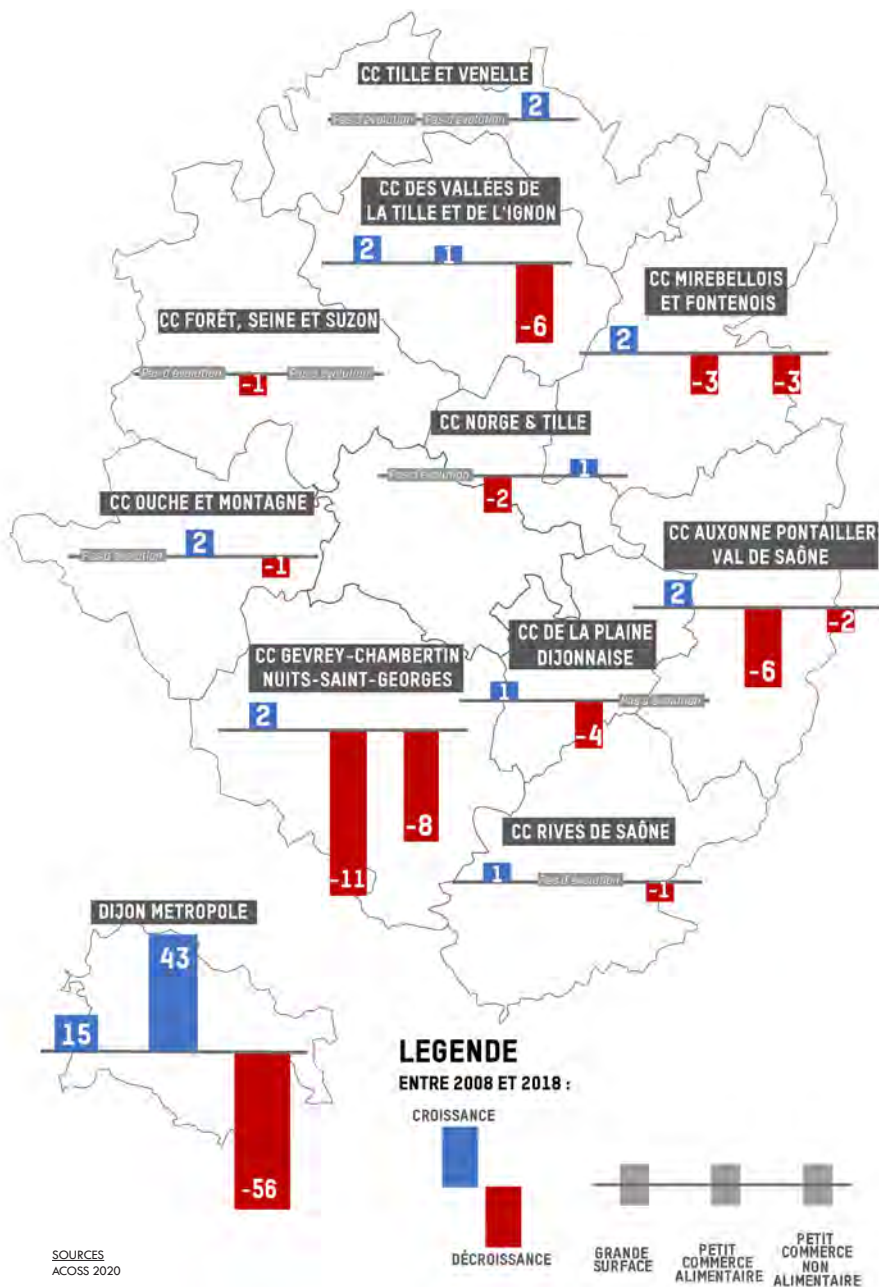 CC TILLE ET VENELLE
2
Pas d'évolution Pas d'évolution
CC DES VALLÉES DE
LA TILLE ET DE L'IGNON
2 1
-6
CC MIREBELLOIS
ET FONTENOIS
2
-3 -3
CC FORÊT, SEINE ET SUZON
Pas d'évolution -1 Pas d'évolution
CC NORGE & TILLE
Pas d'évolution 1
-2
CC OUCHE ET MONTAGNE
2
Pas d'évolution -1
CC AUXONNE PONTAILLER
VAL DE SAÔNE
2
-2
-6
CC DE LA PLAINE
DIJONNAISE
1
Pas d'évolution
-4
CC GEVREY-CHAMBERTIN
NUITS-SAINT-GEORGES
2
-8
-11
CC RIVES DE SAÔNE
1
Pas d'évolution
-1
DIJON METROPOLE
43
15
-56
LEGENDE
ENTRE 2008 ET 2018 :
CROISSANCE
DÉCROISSANCE
GRANDE
SURFACE
PETIT
COMMERCE
ALIMENTAIRE
PETIT
COMMERCE
NON
ALIMENTAIRE
SOURCES
ACOSS 2020